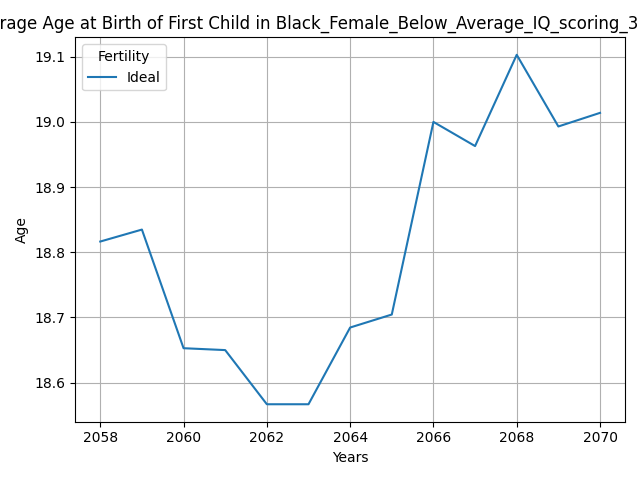 rage Age at Birth of First Child in Black_Female_Below_Average_IQ_scoring_3
19.1
Fertility
Ideal
19.0
18.9
18.8
18.7
18.6
Age
2058 2060 2062 2064 2066 2068 2070
Years